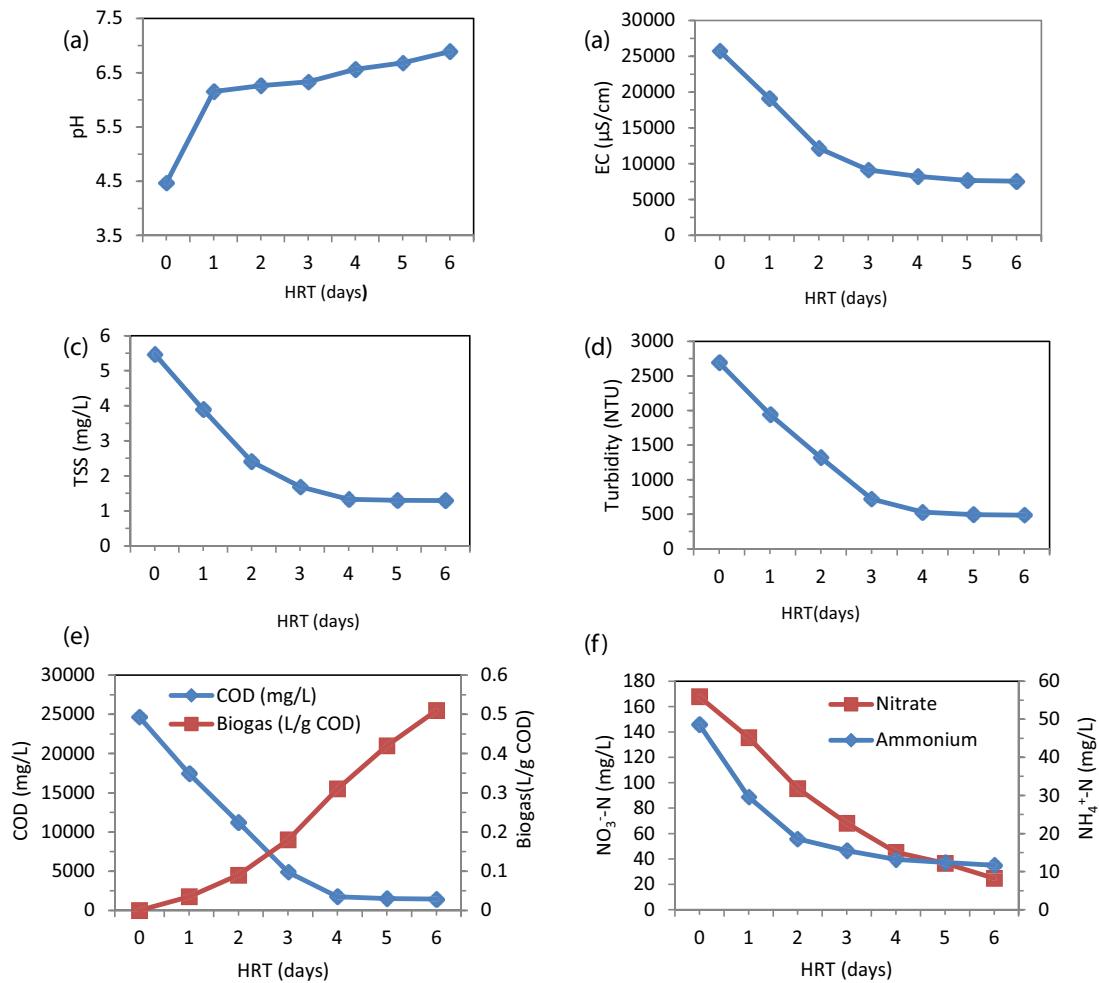 (a)
7.5
6.5
5.5
4.5
3.5
pH
0 1 2 3 4 5 6
HRT (days)
(a)
30000
25000
20000
15000
10000
5000
0
EC (µS/cm)
0 1 2 3 4 5 6
HRT (days)
(c)
6
5
4
3
2
1
0
TSS (mg/L)
0 1 2 3 4 5 6
HRT (days)
(d)
3000
2500
2000
1500
1000
500
0
Turbidity (NTU)
0 1 2 3 4 5 6
HRT(days)
(e)
30000
25000
20000
15000
10000
5000
0
COD (mg/L)
COD (mg/L)
Biogas (L/g COD)
0.6
0.5
0.4
0.3
0.2
0.1
0
Biogas(L/g COD)
0 1 2 3 4 5 6
HRT (days)
(f)
180
160
140
120
100
80
60
40
20
0
NO₃⁻-N (mg/L)
Nitrate
Ammonium
60
50
40
30
20
10
0
NH₄⁺-N (mg/L)
0 1 2 3 4 5 6
HRT (days)